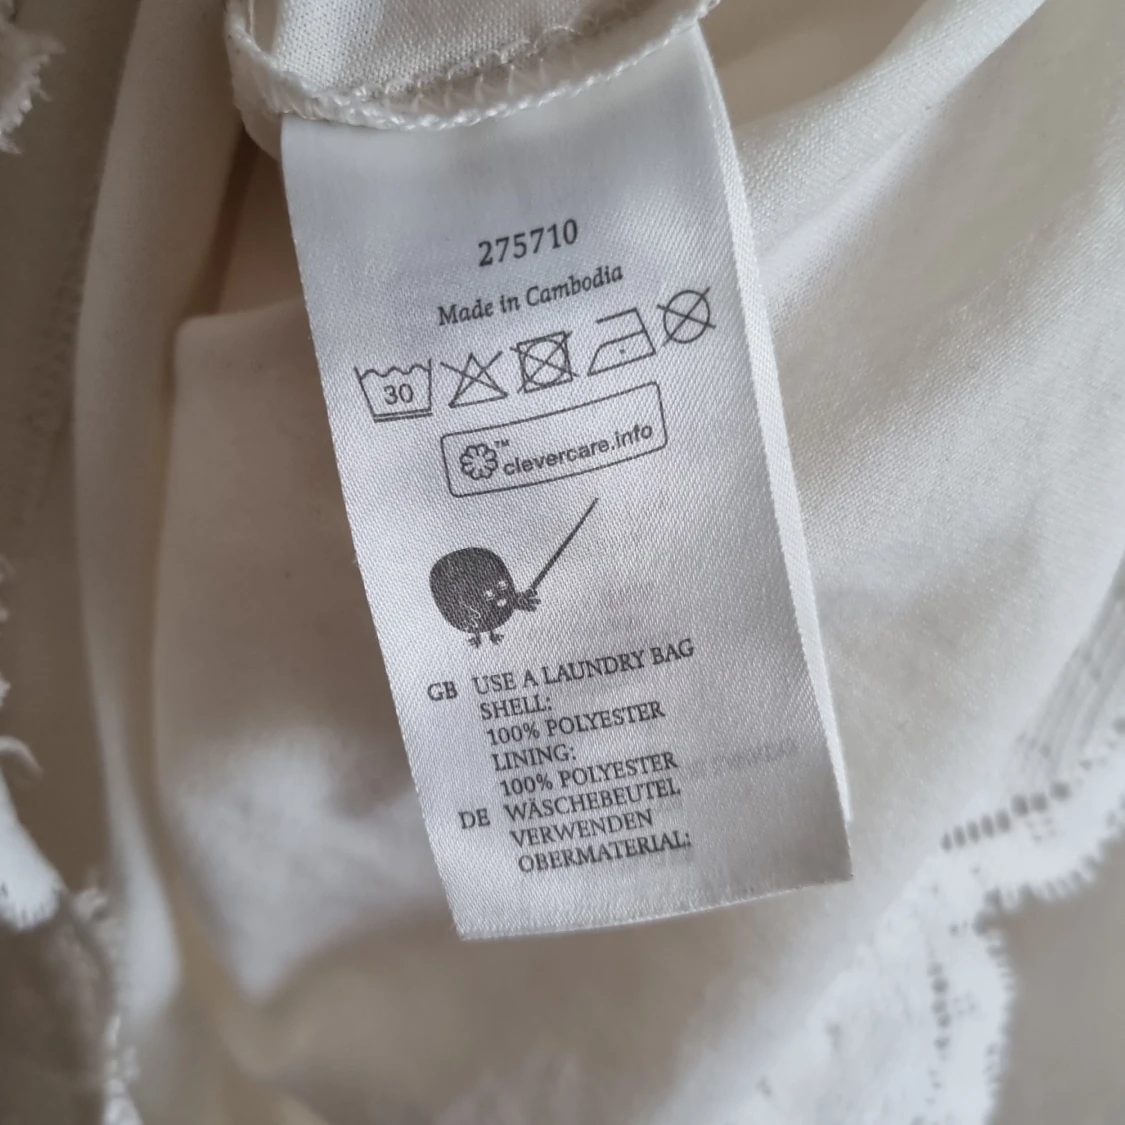 275710
Made in Cambodia
30
™ clevercare.info
GB USE A LAUNDRY BAG
SHELL:
100% POLYESTER
LINING:
100% POLYESTER
DE WÄSCHEBEUTEL
VERWENDEN
OBERMATERIAL: